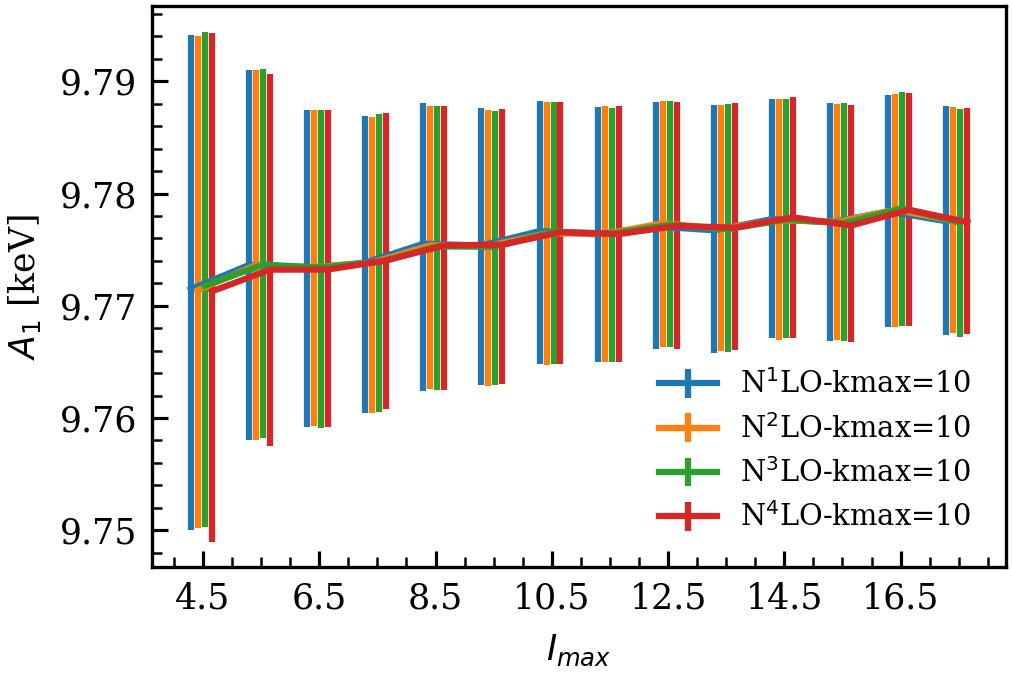 A₁ [keV]
9.79
9.78
9.77
9.76
9.75
N¹LO-kmax=10
N²LO-kmax=10
N³LO-kmax=10
N⁴LO-kmax=10
4.5 6.5 8.5 10.5 12.5 14.5 16.5
I_max